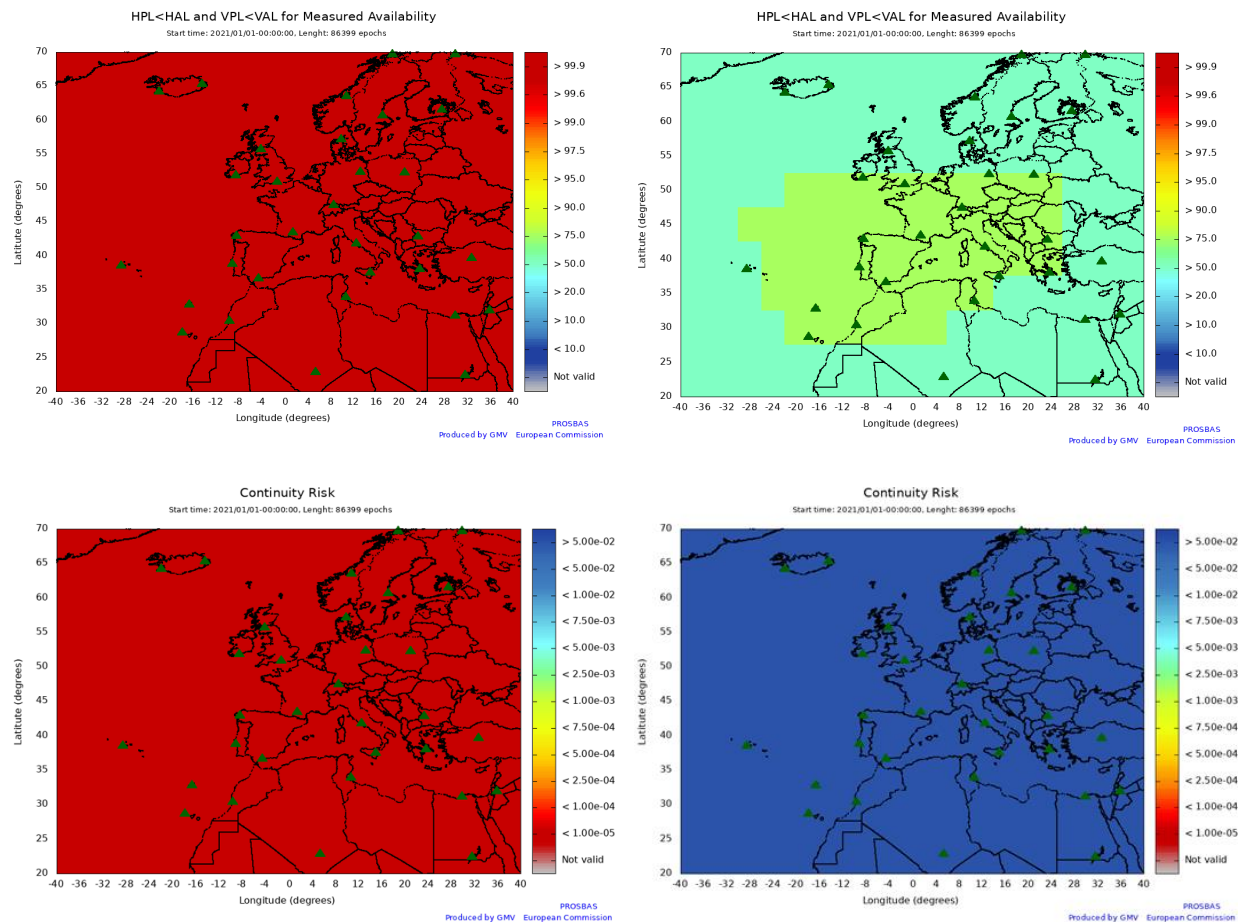 HPL<HAL and VPL<VAL for Measured Availability
Start time: 2021/01/01-00:00:00, Lenght: 86399 epochs
Latitute (degrees)
70
65
60
55
50
45
40
35
30
25
20
-40 -36 -32 -28 -24 -20 -16 -12 -8 -4 0 4 8 12 16 20 24 28 32 36 40
Longitude (degrees)
> 99.9
> 99.6
> 99.0
> 97.5
> 95.0
> 90.0
> 75.0
> 50.0
> 20.0
> 10.0
< 10.0
Not valid
PROSBAS
Produced by GMV European Commission
HPL<HAL and VPL<VAL for Measured Availability
Start time: 2021/01/01-00:00:00, Lenght: 86399 epochs
Latitute (degrees)
70
65
60
55
50
45
40
35
30
25
20
-40 -36 -32 -28 -24 -20 -16 -12 -8 -4 0 4 8 12 16 20 24 28 32 36 40
Longitude (degrees)
> 99.9
> 99.6
> 99.0
> 97.5
> 95.0
> 90.0
> 75.0
> 50.0
> 20.0
> 10.0
< 10.0
Not valid
PROSBAS
Produced by GMV European Commission
Continuity Risk
Start time: 2021/01/01-00:00:00, Lenght: 86399 epochs
Latitute (degrees)
70
65
60
55
50
45
40
35
30
25
20
-40 -36 -32 -28 -24 -20 -16 -12 -8 -4 0 4 8 12 16 20 24 28 32 36 40
Longitude (degrees)
> 5.00e-02
< 5.00e-02
< 1.00e-02
< 7.50e-03
< 5.00e-03
< 2.50e-03
< 1.00e-03
< 7.50e-04
< 5.00e-04
< 2.50e-04
< 1.00e-04
< 1.00e-05
Not valid
PROSBAS
Produced by GMV European Commission
Continuity Risk
Start time: 2021/01/01-00:00:00, Lenght: 86399 epochs
Latitute (degrees)
70
65
60
55
50
45
40
35
30
25
20
-40 -36 -32 -28 -24 -20 -16 -12 -8 -4 0 4 8 12 16 20 24 28 32 36 40
Longitude (degrees)
> 5.00e-02
< 5.00e-02
< 1.00e-02
< 7.50e-03
< 5.00e-03
< 2.50e-03
< 1.00e-03
< 7.50e-04
< 5.00e-04
< 2.50e-04
< 1.00e-04
< 1.00e-05
Not valid
PROSBAS
Produced by GMV European Commission